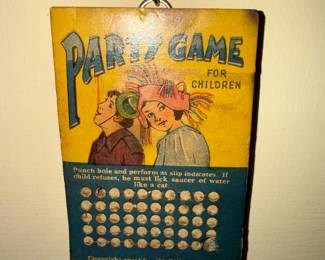 PARTY GAME
FOR
CHILDREN
Punch hole and perform as slip indicates. If
child refuses, he must lick saucer of water
like a cat.
Copyright